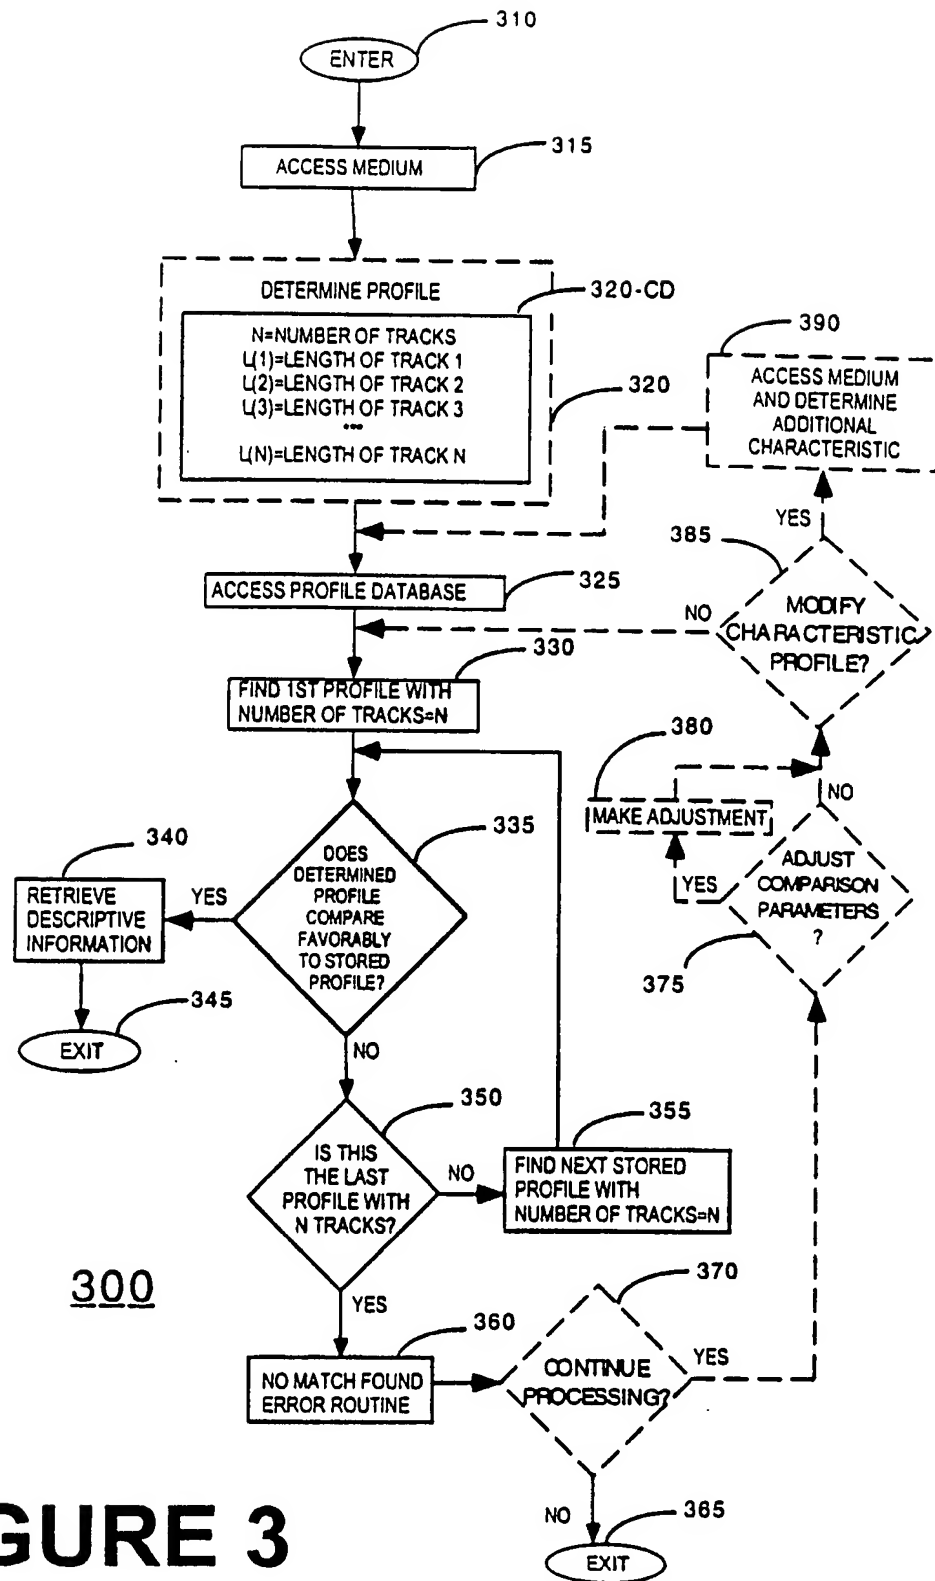 310
ENTER
315
ACCESS MEDIUM
DETERMINE PROFILE
320-CD
N=NUMBER OF TRACKS
L(1)=LENGTH OF TRACK 1
L(2)=LENGTH OF TRACK 2
L(3)=LENGTH OF TRACK 3
...
L(N)=LENGTH OF TRACK N
320
390
ACCESS MEDIUM
AND DETERMINE
ADDITIONAL
CHARACTERISTIC
YES
385
MODIFY
CHARACTERISTIC
PROFILE?
NO
325
ACCESS PROFILE DATABASE
330
FIND 1ST PROFILE WITH
NUMBER OF TRACKS=N
380
MAKE ADJUSTMENT
NO
YES
ADJUST
COMPARISON
PARAMETERS
?
375
335
DOES
DETERMINED
PROFILE
COMPARE
FAVORABLY
TO STORED
PROFILE?
340
YES
RETRIEVE
DESCRIPTIVE
INFORMATION
345
EXIT
NO
350
IS THIS
THE LAST
PROFILE WITH
N TRACKS?
NO
355
FIND NEXT STORED
PROFILE WITH
NUMBER OF TRACKS=N
300
YES
360
NO MATCH FOUND
ERROR ROUTINE
370
CONTINUE
PROCESSING?
YES
NO
365
EXIT
GURE 3